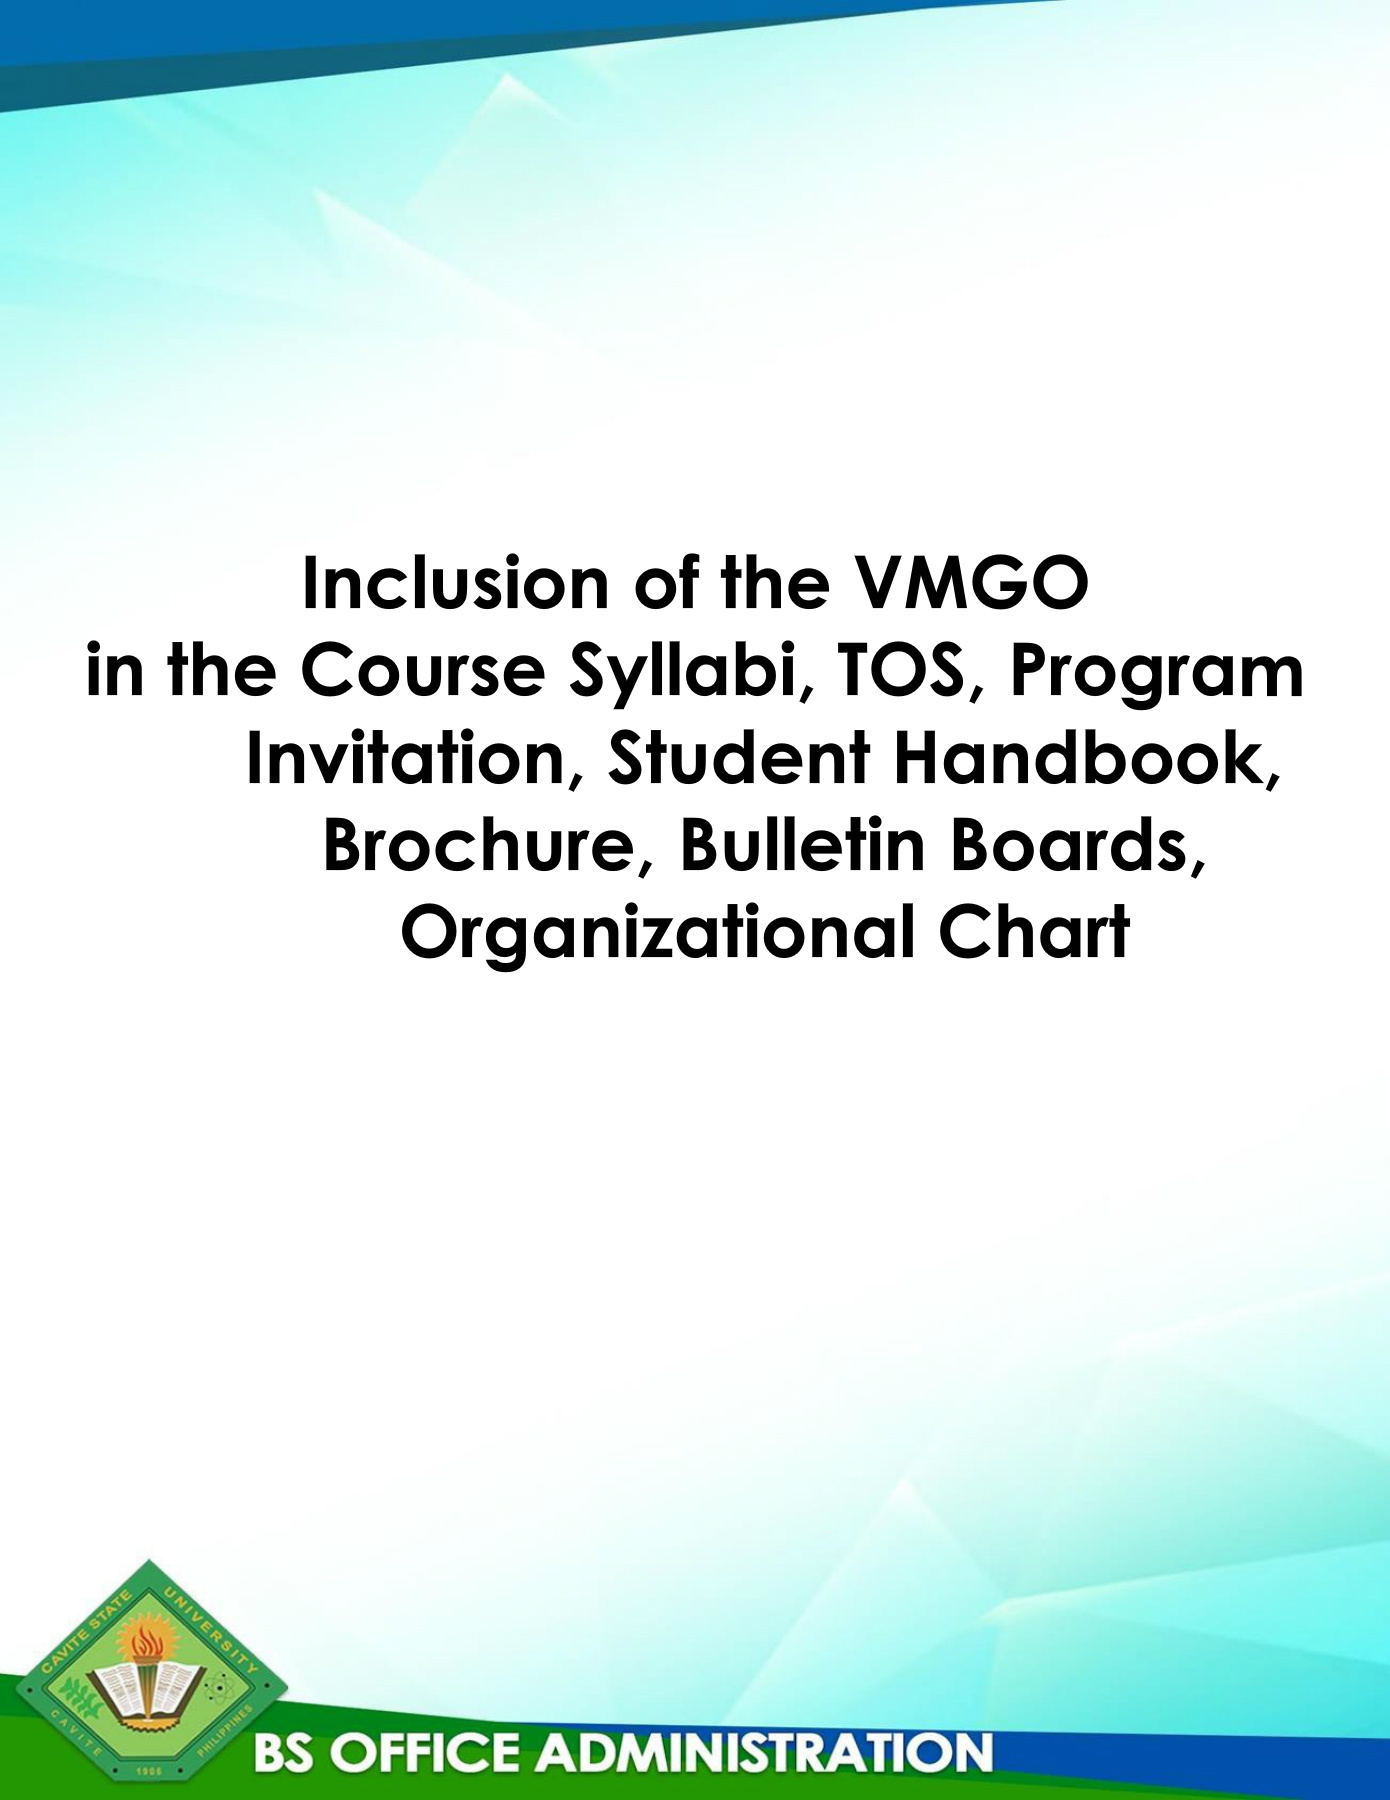 Inclusion of the VMGO
in the Course Syllabi, TOS, Program
Invitation, Student Handbook,
Brochure, Bulletin Boards,
Organizational Chart
CAVITE STATE UNIVERSITY
CAVITE PHILIPPINES
1906
BS OFFICE ADMINISTRATION